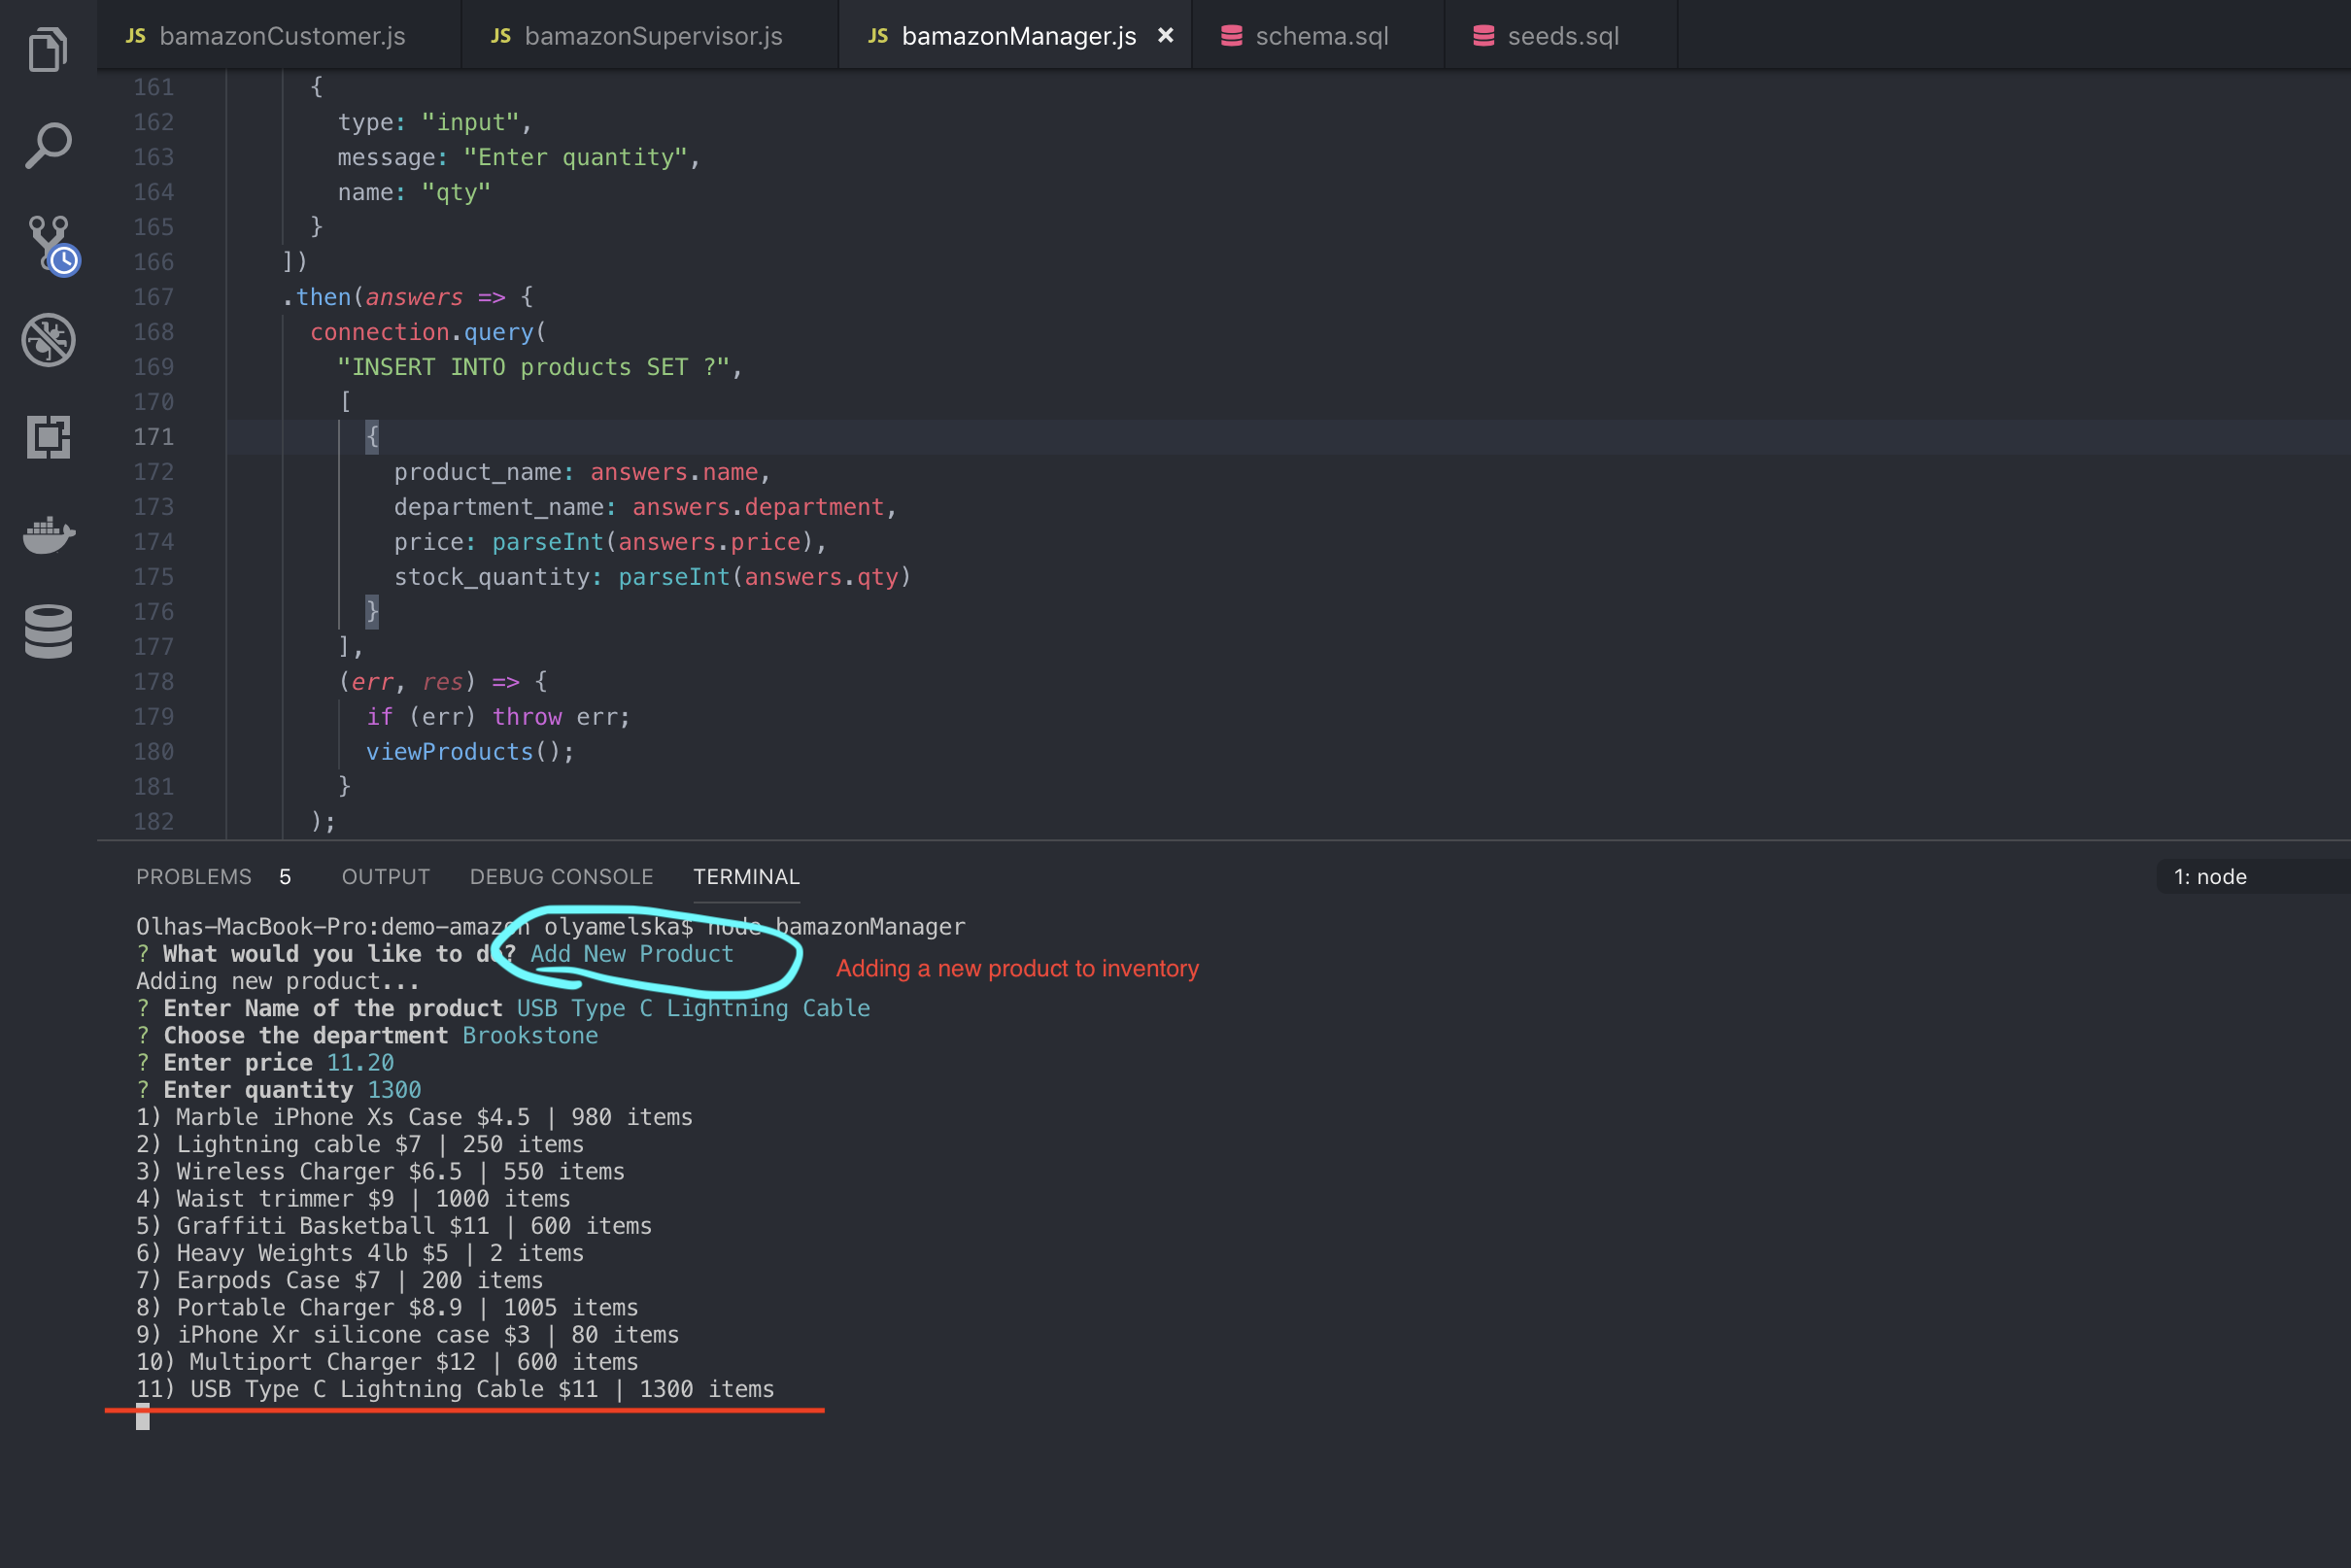 JS bamazonCustomer.js JS bamazonSupervisor.js JS bamazonManager.js × schema.sql seeds.sql
161 {
162 type: "input",
163 message: "Enter quantity",
164 name: "qty"
165 }
166 ])
167 .then(answers => {
168 connection.query(
169 "INSERT INTO products SET ?",
170 [
171 {
172 product_name: answers.name,
173 department_name: answers.department,
174 price: parseInt(answers.price),
175 stock_quantity: parseInt(answers.qty)
176 }
177 ],
178 (err, res) => {
179 if (err) throw err;
180 viewProducts();
181 }
182 );
PROBLEMS 5 OUTPUT DEBUG CONSOLE TERMINAL 1: node
Olhas-MacBook-Pro:demo-amazon olyamelska$ node bamazonManager
? What would you like to do? Add New Product
Adding a new product to inventory
Adding new product...
? Enter Name of the product USB Type C Lightning Cable
? Choose the department Brookstone
? Enter price 11.20
? Enter quantity 1300
1) Marble iPhone Xs Case $4.5 | 980 items
2) Lightning cable $7 | 250 items
3) Wireless Charger $6.5 | 550 items
4) Waist trimmer $9 | 1000 items
5) Graffiti Basketball $11 | 600 items
6) Heavy Weights 4lb $5 | 2 items
7) Earpods Case $7 | 200 items
8) Portable Charger $8.9 | 1005 items
9) iPhone Xr silicone case $3 | 80 items
10) Multiport Charger $12 | 600 items
11) USB Type C Lightning Cable $11 | 1300 items